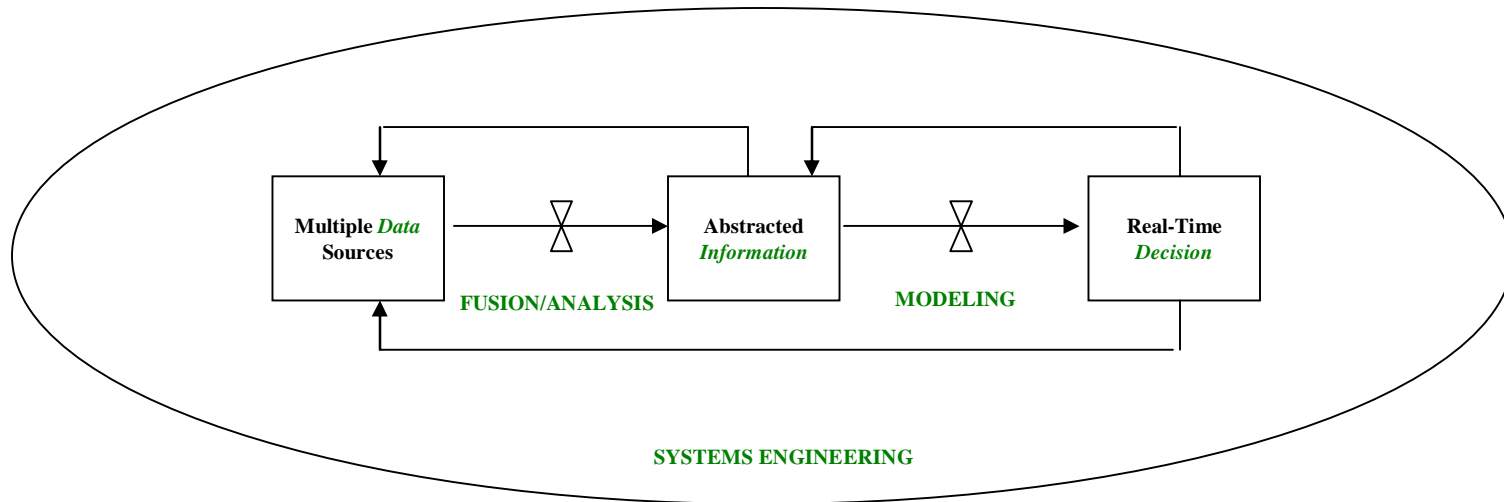 Multiple Data
Sources
Abstracted
Information
Real-Time
Decision
FUSION/ANALYSIS
MODELING
SYSTEMS ENGINEERING